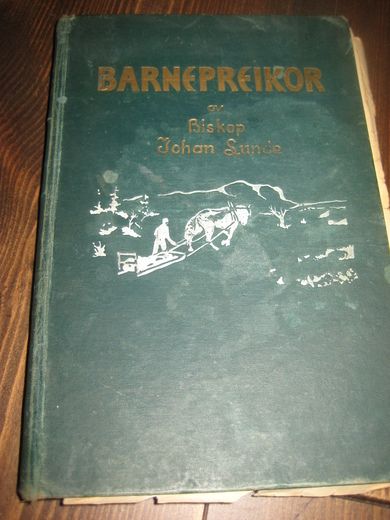 BARNEPREIKOR
av
Biskop
Johan Lunde